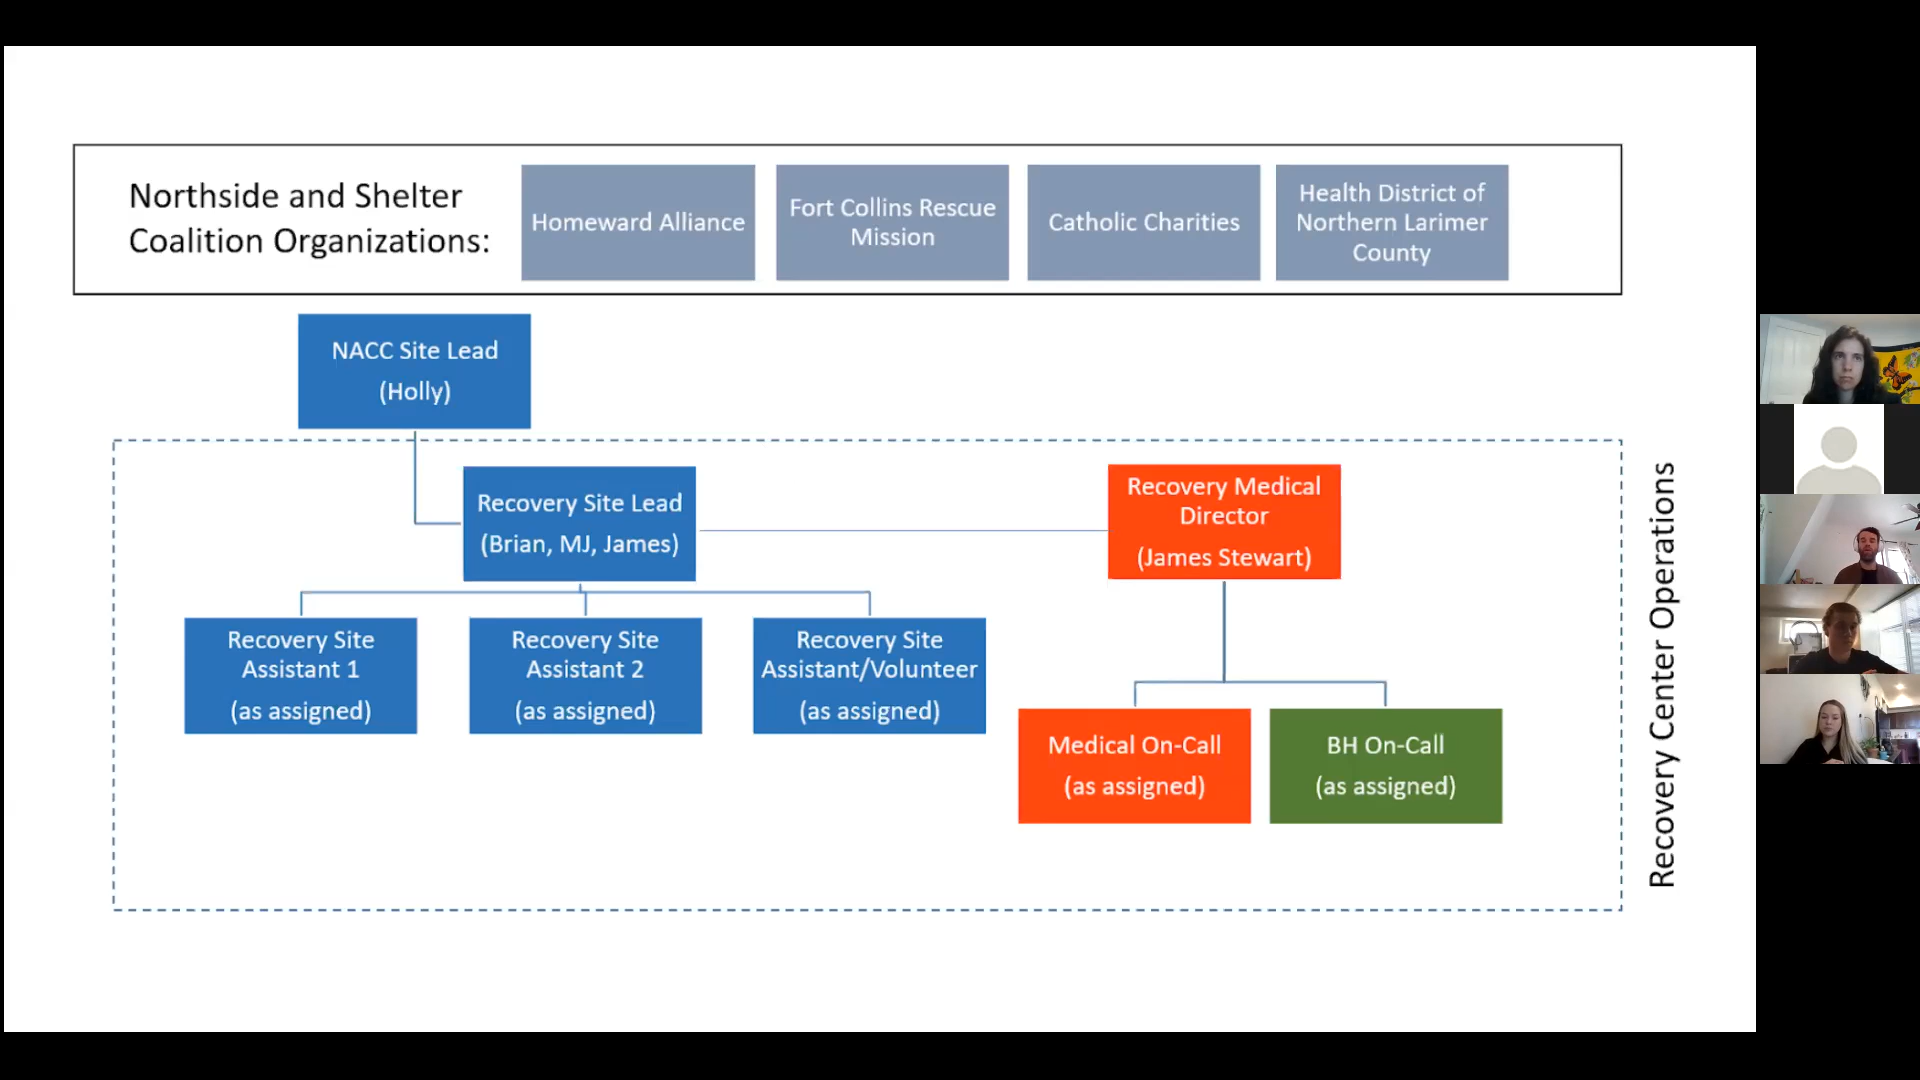 Northside and Shelter
Coalition Organizations:
Homeward Alliance
Fort Collins Rescue
Mission
Catholic Charities
Health District of
Northern Larimer
County
NACC Site Lead
(Holly)
Recovery Site Lead
(Brian, MJ, James)
Recovery Medical
Director
(James Stewart)
Recovery Site
Assistant 1
(as assigned)
Recovery Site
Assistant 2
(as assigned)
Recovery Site
Assistant/Volunteer
(as assigned)
Medical On-Call
(as assigned)
BH On-Call
(as assigned)
Recovery Center Operations